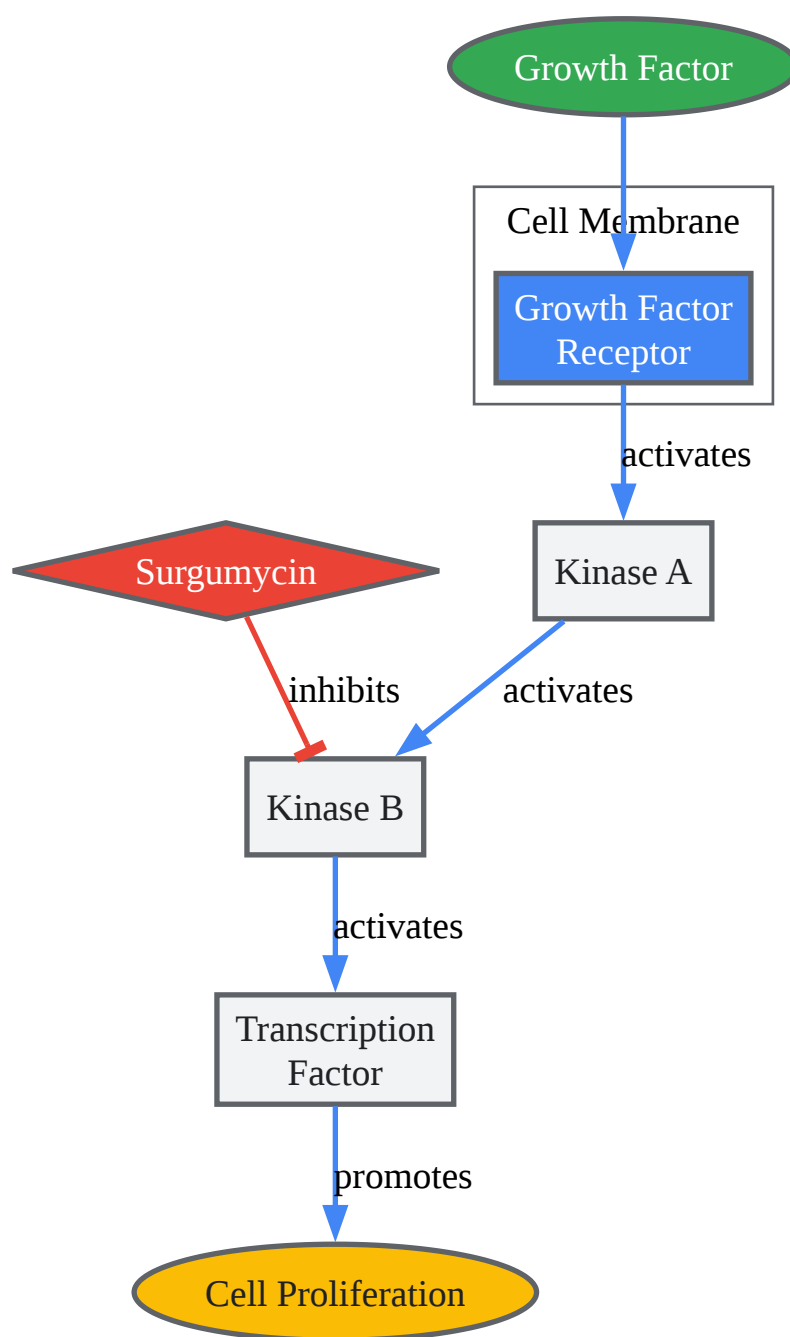 Growth Factor
Cell Membrane
Growth Factor
Receptor
activates
Surgumycin
Kinase A
inhibits
activates
Kinase B
activates
Transcription
Factor
promotes
Cell Proliferation